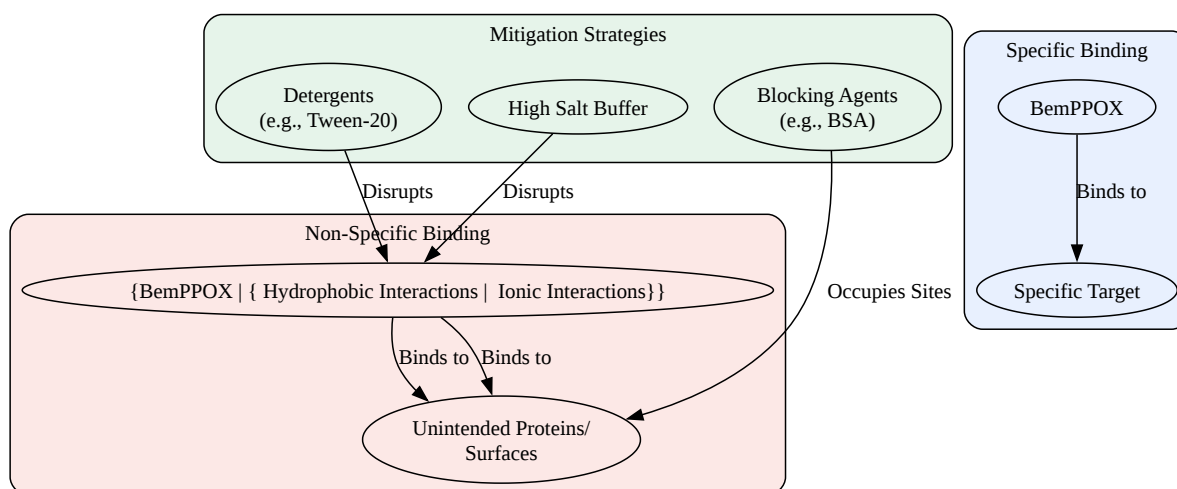 Mitigation Strategies
Specific Binding
Detergents
(e.g., Tween-20)
High Salt Buffer
Blocking Agents
(e.g., BSA)
BemPPOX
Disrupts
Disrupts
Binds to
Non-Specific Binding
{BemPPOX | { Hydrophobic Interactions | Ionic Interactions}}
Occupies Sites
Specific Target
Binds to
Binds to
Unintended Proteins/
Surfaces